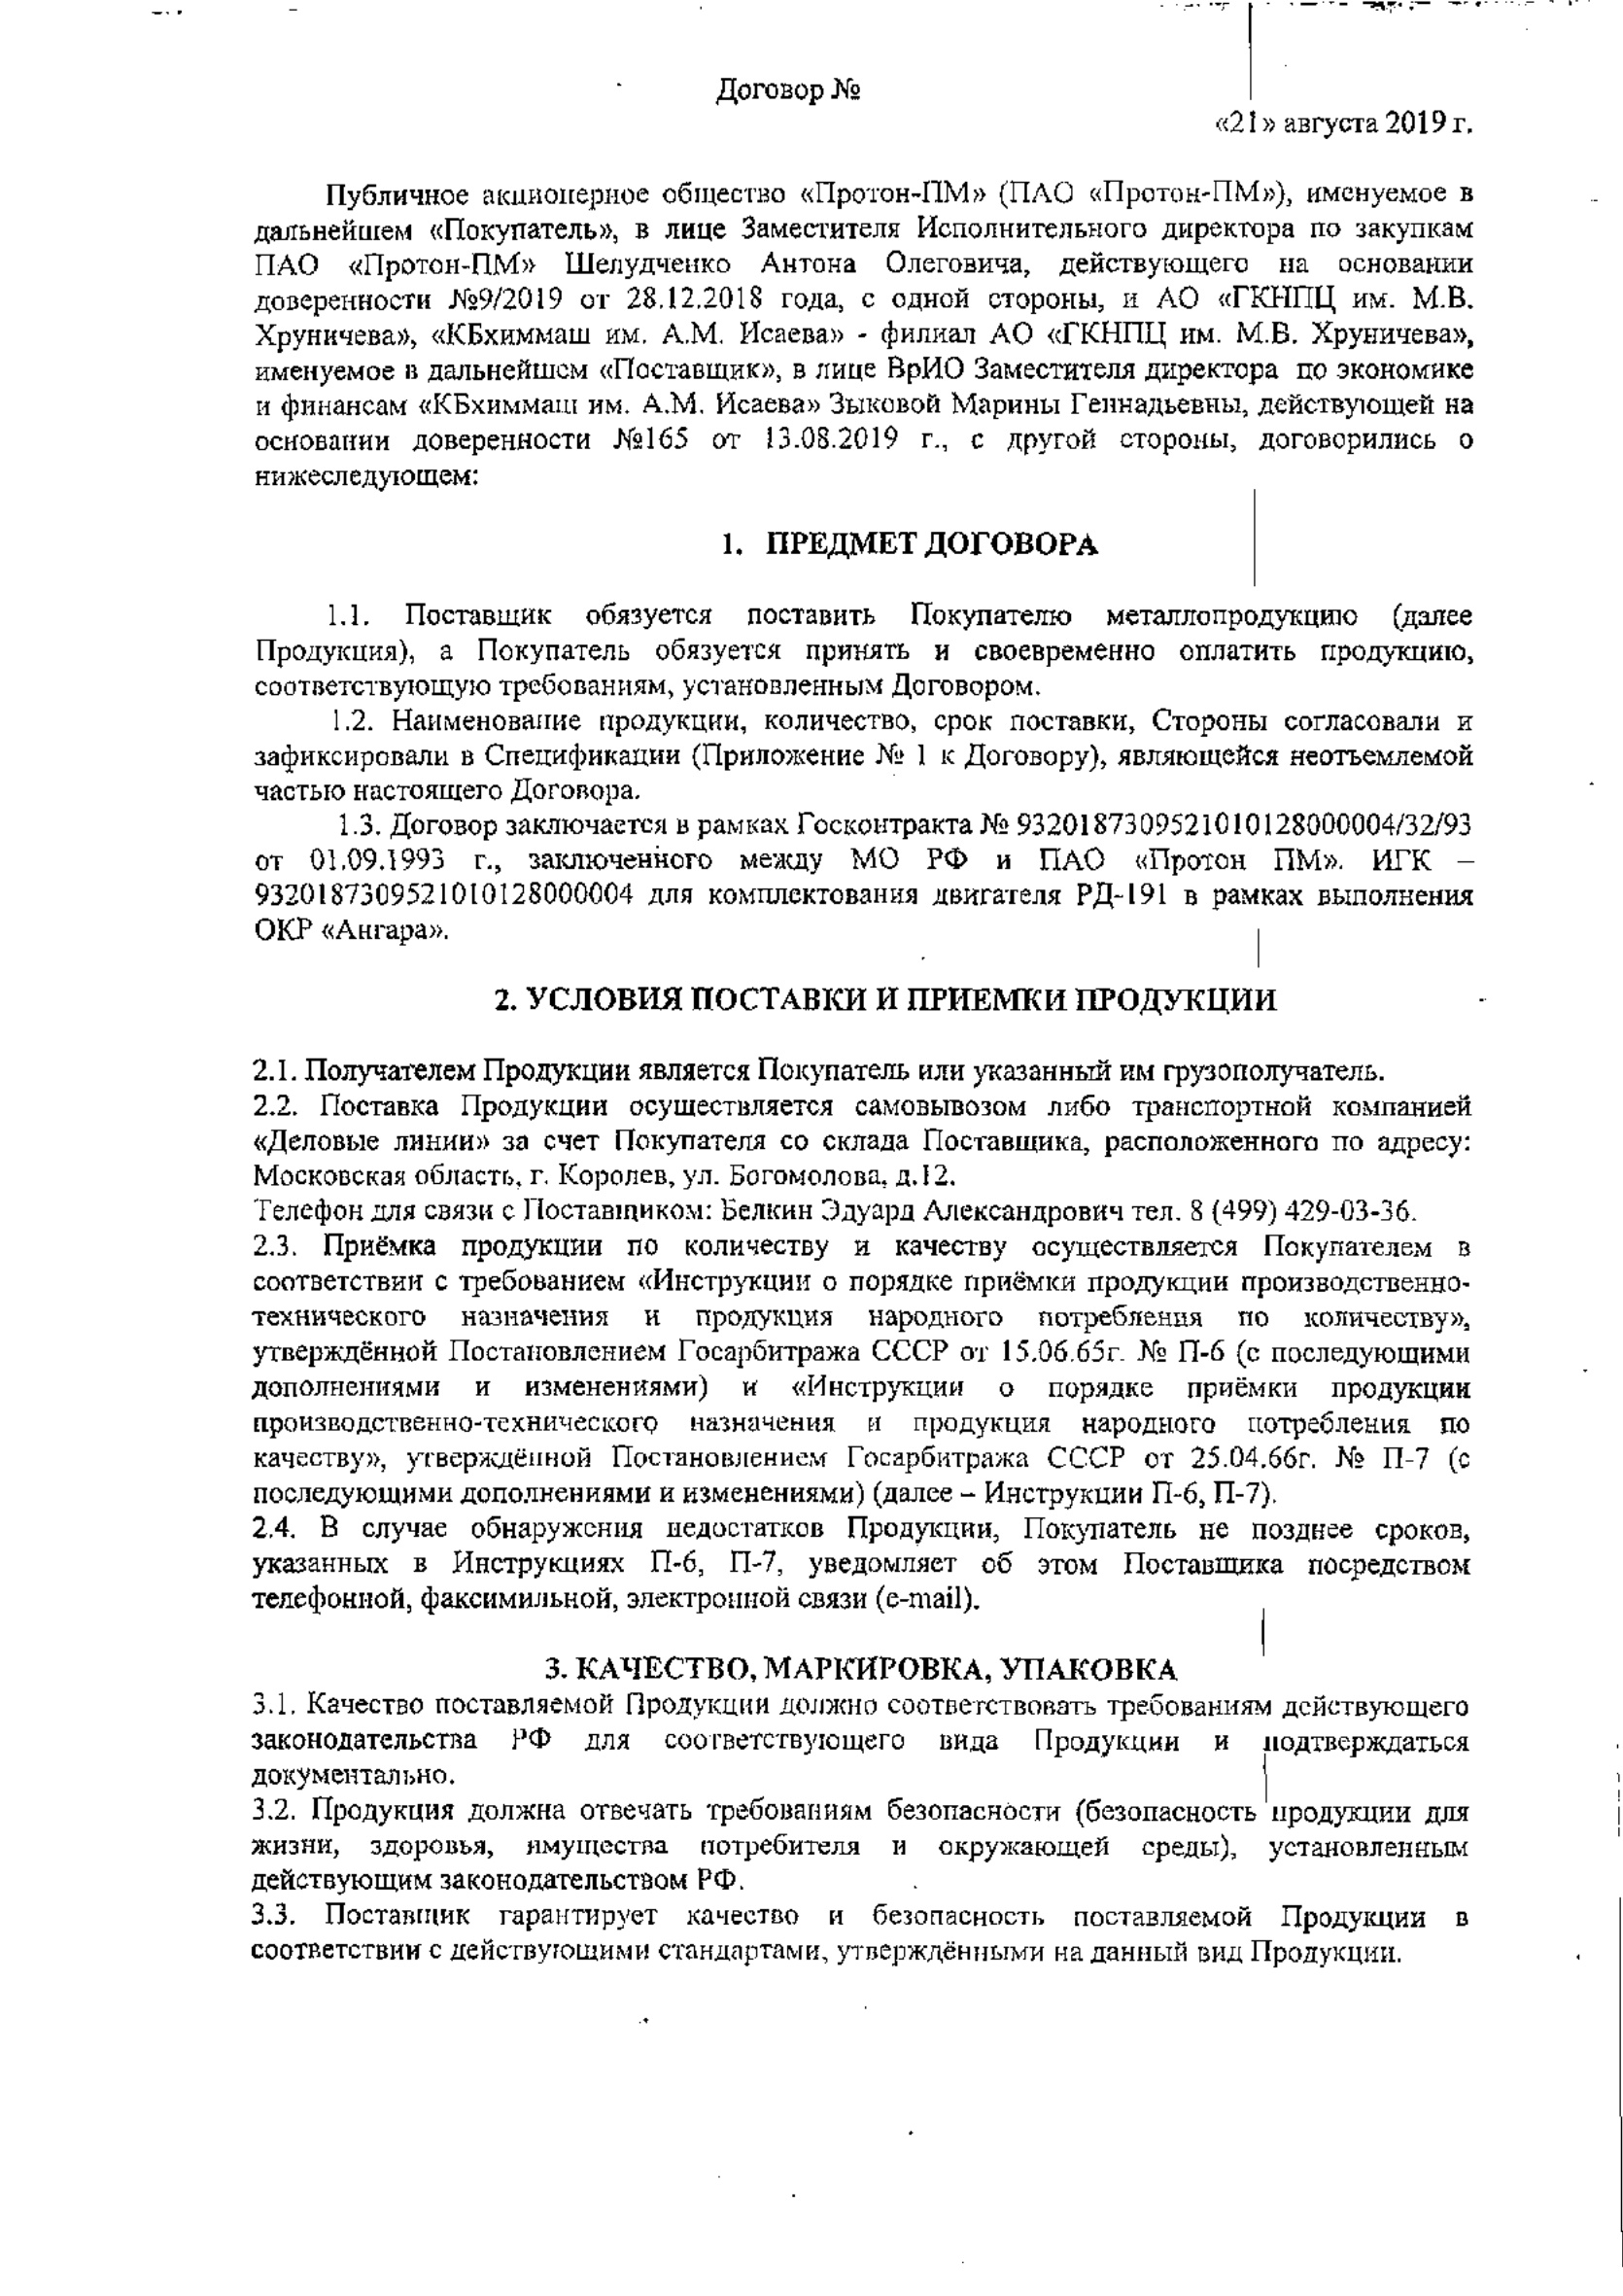 Договор №
«21» августа 2019 г.
Публичное акционерное общество «Протон-ПМ» (ПАО «Протон-ПМ»), именуемое в
дальнейшем «Покупатель», в лице Заместителя Исполнительного директора по закупкам
ПАО «Протон-ПМ» Шелудченко Антона Олеговича, действующего на основании
доверенности №9/2019 от 28.12.2018 года, с одной стороны, и АО «ГКНПЦ им. М.В.
Хруничева», «КБхиммаш им. А.М. Исаева» - филиал АО «ГКНПЦ им. М.В. Хруничева»,
именуемое в дальнейшем «Поставщик», в лице ВрИО Заместителя директора по экономике
и финансам «КБхиммаш им. А.М. Исаева» Зыковой Марины Геннадьевны, действующей на
основании доверенности №165 от 13.08.2019 г., с другой стороны, договорились о
нижеследующем:
1. ПРЕДМЕТ ДОГОВОРА
1.1. Поставщик обязуется поставить Покупателю металлопродукцию (далее
Продукция), а Покупатель обязуется принять и своевременно оплатить продукцию,
соответствующую требованиям, установленным Договором.
1.2. Наименование продукции, количество, срок поставки, Стороны согласовали и
зафиксировали в Спецификации (Приложение № 1 к Договору), являющейся неотъемлемой
частью настоящего Договора.
1.3. Договор заключается в рамках Госконтракта № 9320187309521010128000004/32/93
от 01.09.1993 г., заключенного между МО РФ и ПАО «Протон ПМ». ИГК –
9320187309521010128000004 для комплектования двигателя РД-191 в рамках выполнения
ОКР «Ангара».
2. УСЛОВИЯ ПОСТАВКИ И ПРИЕМКИ ПРОДУКЦИИ
2.1. Получателем Продукции является Покупатель или указанный им грузополучатель.
2.2. Поставка Продукции осуществляется самовывозом либо транспортной компанией
«Деловые линии» за счет Покупателя со склада Поставщика, расположенного по адресу:
Московская область, г. Королев, ул. Богомолова, д.12.
Телефон для связи с Поставщиком: Белкин Эдуард Александрович тел. 8 (499) 429-03-36.
2.3. Приёмка продукции по количеству и качеству осуществляется Покупателем в
соответствии с требованием «Инструкции о порядке приёмки продукции производственно-
технического назначения и продукция народного потребления по количеству»,
утверждённой Постановлением Госарбитража СССР от 15.06.65г. № П-6 (с последующими
дополнениями и изменениями) и «Инструкции о порядке приёмки продукции
производственно-технического назначения и продукция народного потребления по
качеству», утверждённой Постановлением Госарбитража СССР от 25.04.66г. № П-7 (с
последующими дополнениями и изменениями) (далее – Инструкции П-6, П-7).
2.4. В случае обнаружения недостатков Продукции, Покупатель не позднее сроков,
указанных в Инструкциях П-6, П-7, уведомляет об этом Поставщика посредством
телефонной, факсимильной, электронной связи (e-mail).
3. КАЧЕСТВО, МАРКИРОВКА, УПАКОВКА
3.1. Качество поставляемой Продукции должно соответствовать требованиям действующего
законодательства РФ для соответствующего вида Продукции и подтверждаться
документально.
3.2. Продукция должна отвечать требованиям безопасности (безопасность продукции для
жизни, здоровья, имущества потребителя и окружающей среды), установленным
действующим законодательством РФ.
3.3. Поставщик гарантирует качество и безопасность поставляемой Продукции в
соответствии с действующими стандартами, утверждёнными на данный вид Продукции.